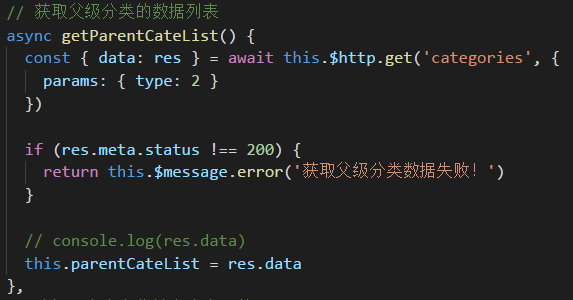 // 获取父级分类的数据列表
async getParentCateList() {
  const { data: res } = await this.$http.get('categories', {
    params: { type: 2 }
  })

  if (res.meta.status !== 200) {
    return this.$message.error('获取父级分类数据失败！')
  }

  // console.log(res.data)
  this.parentCateList = res.data
},